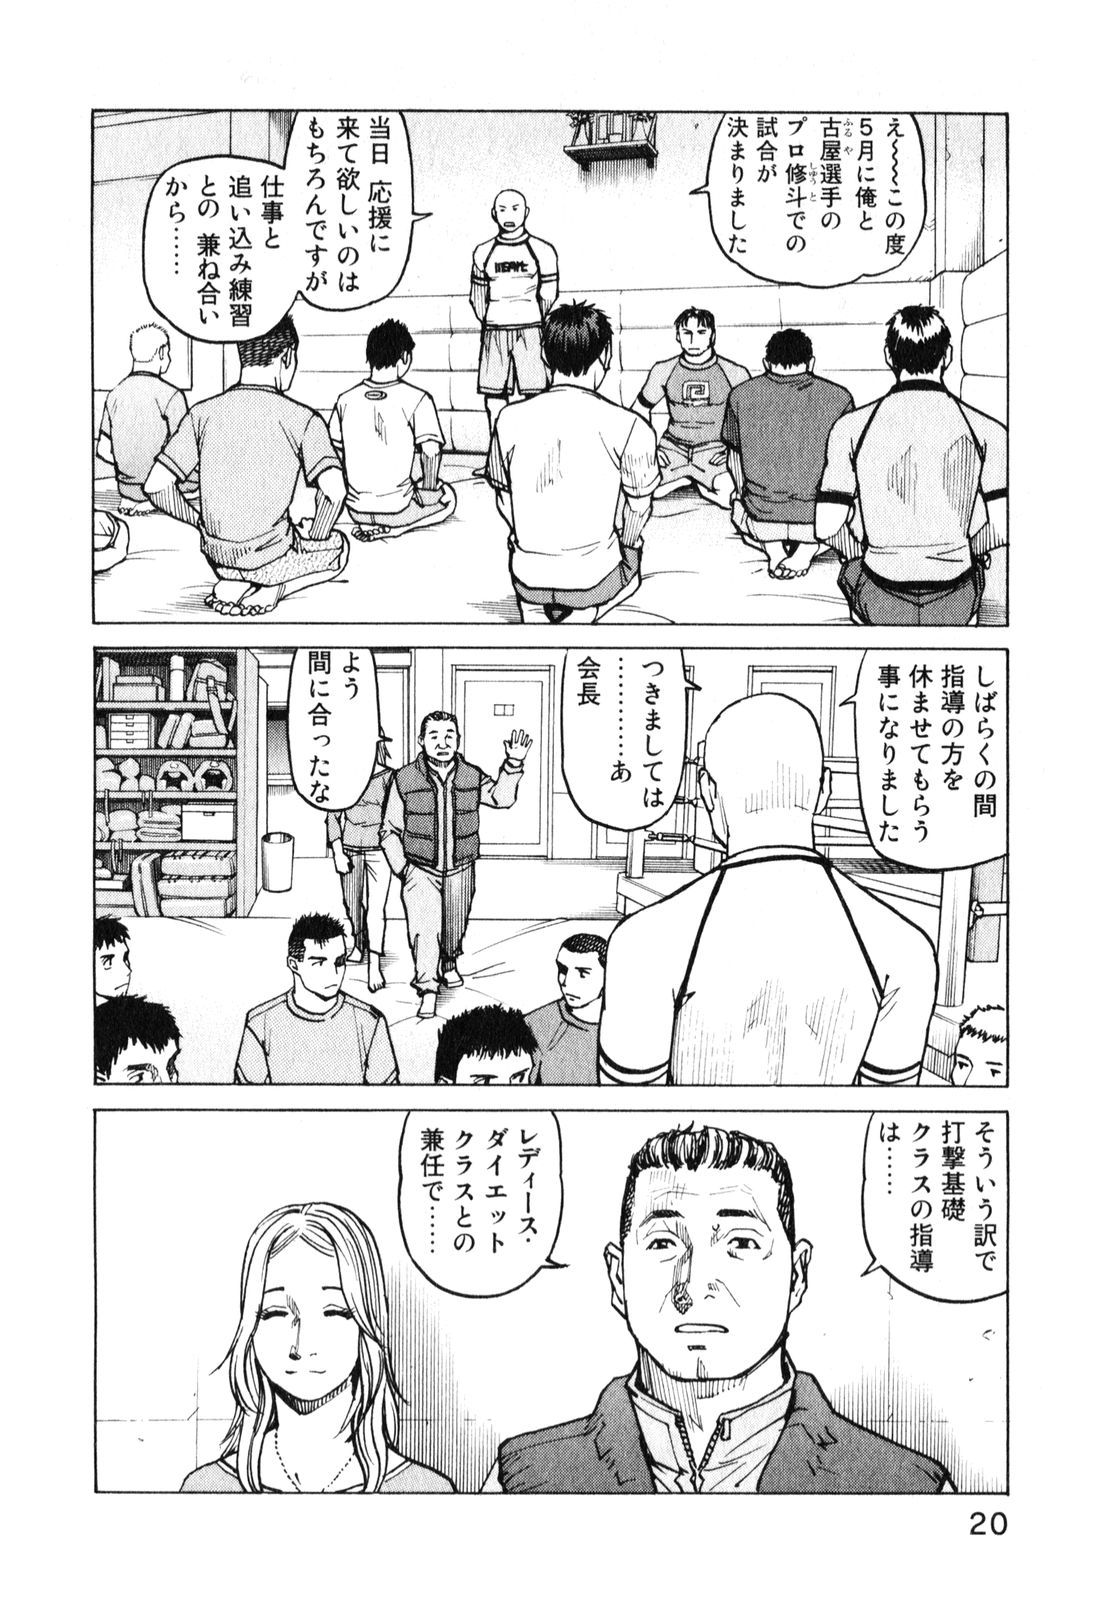 え〜〜〜この度
5月に俺と
古屋選手の
ふるや
プロ修斗での
しゅうと
試合が
決まりました
当日 応援に
来て欲しいのは
もちろんですが
仕事と
追い込み練習
との 兼ね合い
から……
しばらくの間
指導の方を
休ませてもらう
事になりました
つきましては
…………あ
会長
よう
間に合ったな
そういう訳で
打撃基礎
クラスの指導
は……
レディース・
ダイエット
クラスとの
兼任で……
20